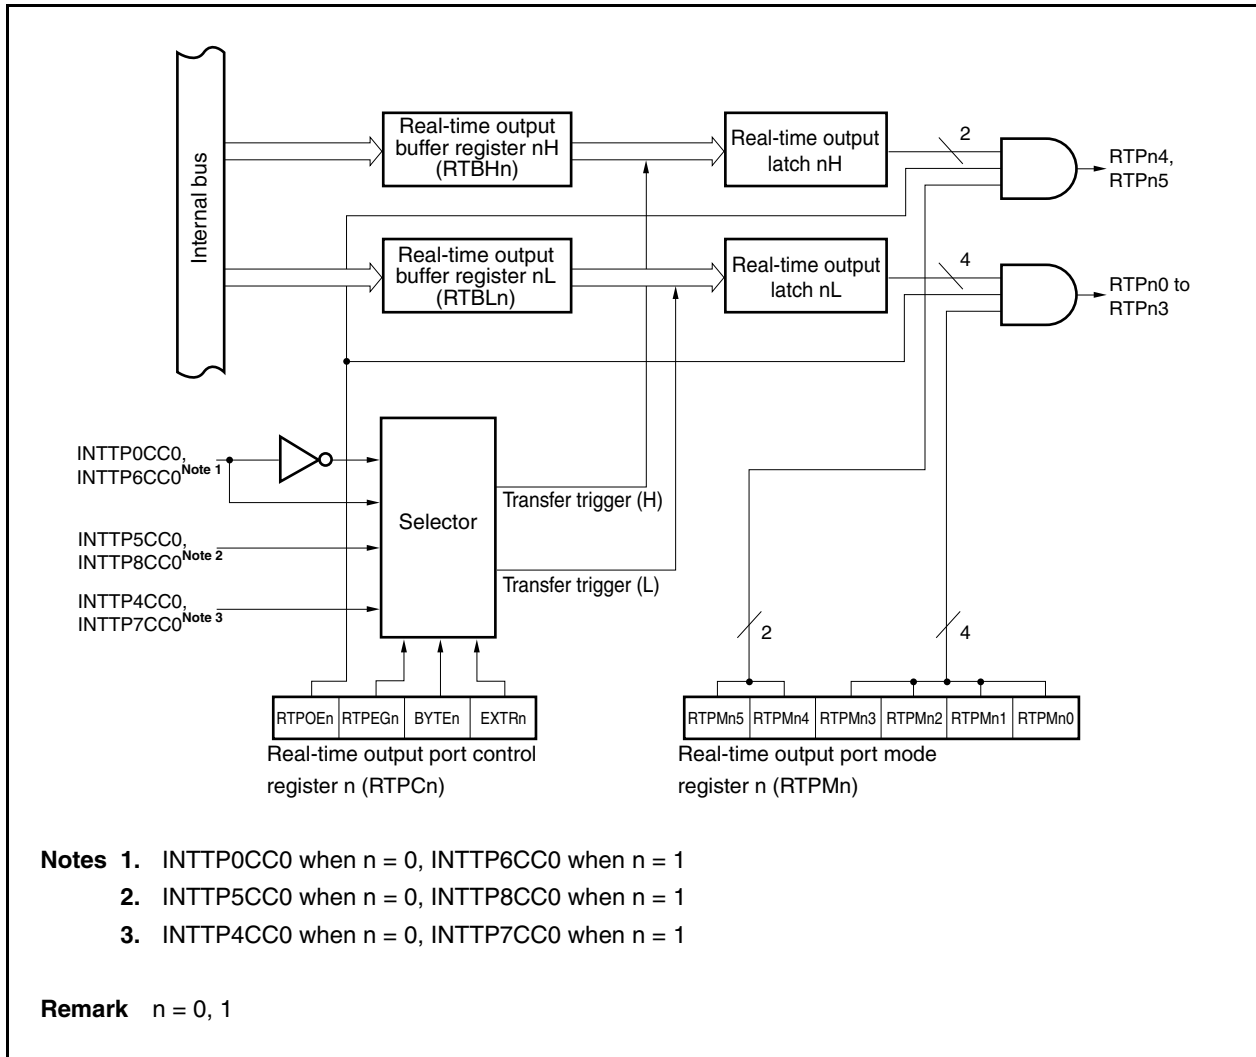 Internal bus
Real-time output
buffer register nH
(RTBHn)
Real-time output
latch nH
2
RTPn4,
RTPn5
Real-time output
buffer register nL
(RTBLn)
Real-time output
latch nL
4
RTPn0 to
RTPn3
INTTP0CC0,
INTTP6CC0Note 1
INTTP5CC0,
INTTP8CC0Note 2
INTTP4CC0,
INTTP7CC0Note 3
Selector
Transfer trigger (H)
Transfer trigger (L)
2
4
RTPOEn RTPEGn BYTEn EXTRn
Real-time output port control
register n (RTPCn)
RTPMn5 RTPMn4 RTPMn3 RTPMn2 RTPMn1 RTPMn0
Real-time output port mode
register n (RTPMn)
Notes 1. INTTP0CC0 when n = 0, INTTP6CC0 when n = 1
2. INTTP5CC0 when n = 0, INTTP8CC0 when n = 1
3. INTTP4CC0 when n = 0, INTTP7CC0 when n = 1
Remark n = 0, 1